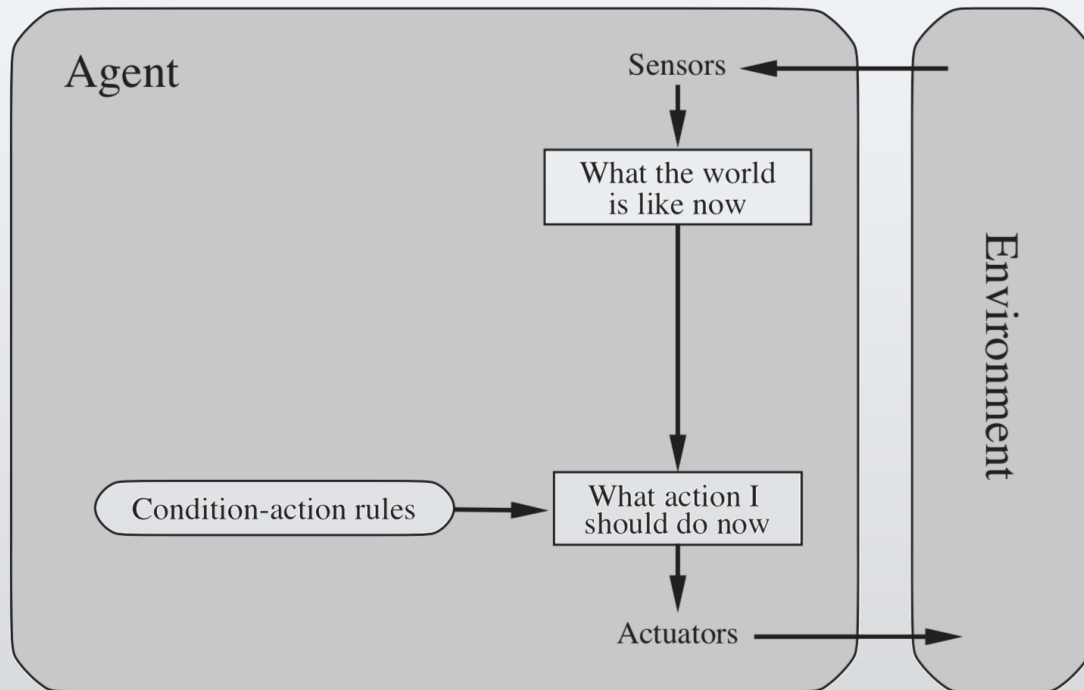 Agent
Sensors
What the world
is like now
Environment
Condition-action rules
What action I
should do now
Actuators